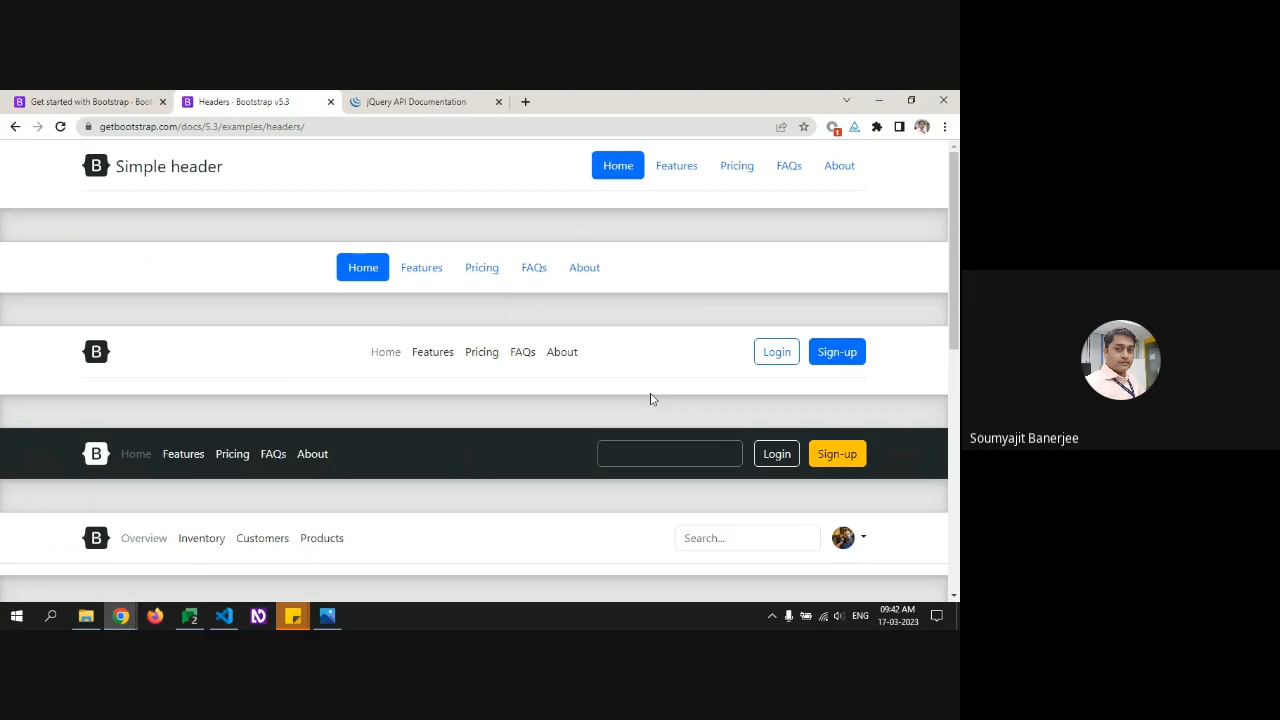 Get started with Bootstrap · Boot
Headers · Bootstrap v5.3
jQuery API Documentation
getbootstrap.com/docs/5.3/examples/headers/
B Simple header Home Features Pricing FAQs About
Home Features Pricing FAQs About
B Home Features Pricing FAQs About Login Sign-up
B Home Features Pricing FAQs About Login Sign-up
B Overview Inventory Customers Products Search...
Soumyajit Banerjee
2
ENG
09:42 AM
17-03-2023